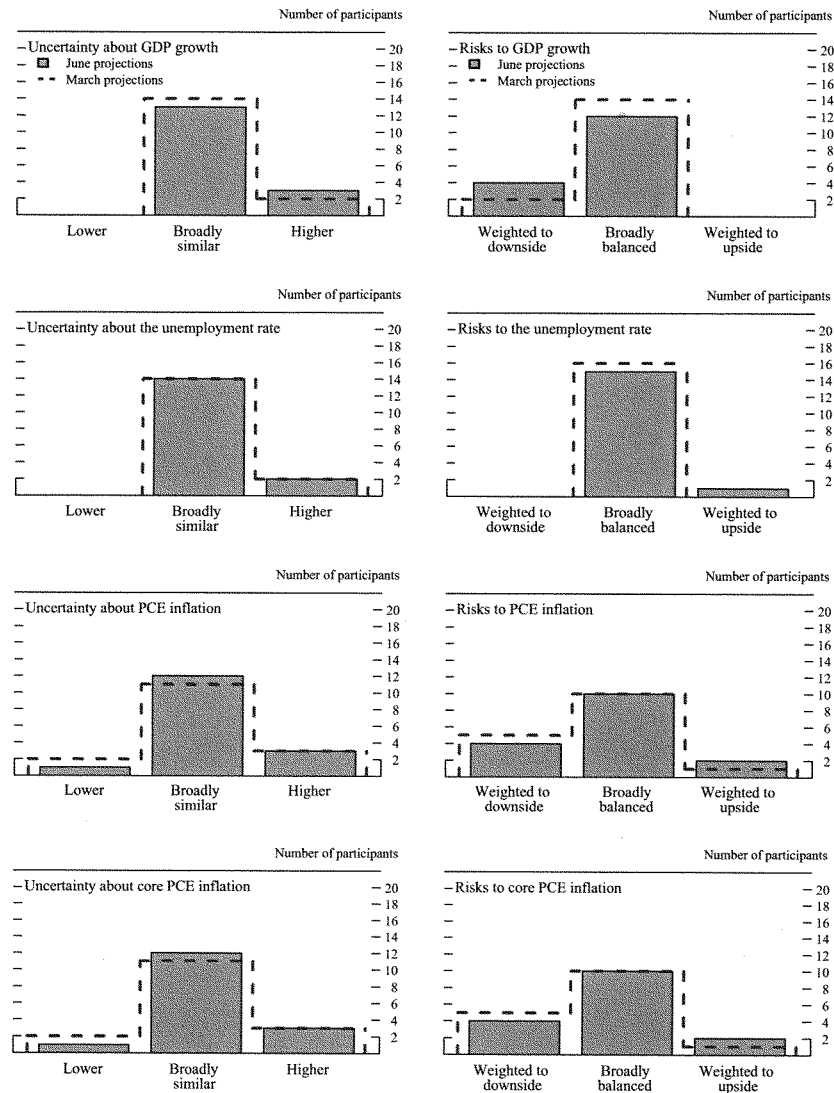 Number of participants
Uncertainty about GDP growth
June projections
March projections
20
18
16
14
12
10
8
6
4
2
Lower
Broadly
similar
Higher
Number of participants
Risks to GDP growth
June projections
March projections
20
18
16
14
12
10
8
6
4
2
Weighted to
downside
Broadly
balanced
Weighted to
upside
Number of participants
Uncertainty about the unemployment rate
20
18
16
14
12
10
8
6
4
2
Lower
Broadly
similar
Higher
Number of participants
Risks to the unemployment rate
20
18
16
14
12
10
8
6
4
2
Weighted to
downside
Broadly
balanced
Weighted to
upside
Number of participants
Uncertainty about PCE inflation
20
18
16
14
12
10
8
6
4
2
Lower
Broadly
similar
Higher
Number of participants
Risks to PCE inflation
20
18
16
14
12
10
8
6
4
2
Weighted to
downside
Broadly
balanced
Weighted to
upside
Number of participants
Uncertainty about core PCE inflation
20
18
16
14
12
10
8
6
4
2
Lower
Broadly
similar
Higher
Number of participants
Risks to core PCE inflation
20
18
16
14
12
10
8
6
4
2
Weighted to
downside
Broadly
balanced
Weighted to
upside